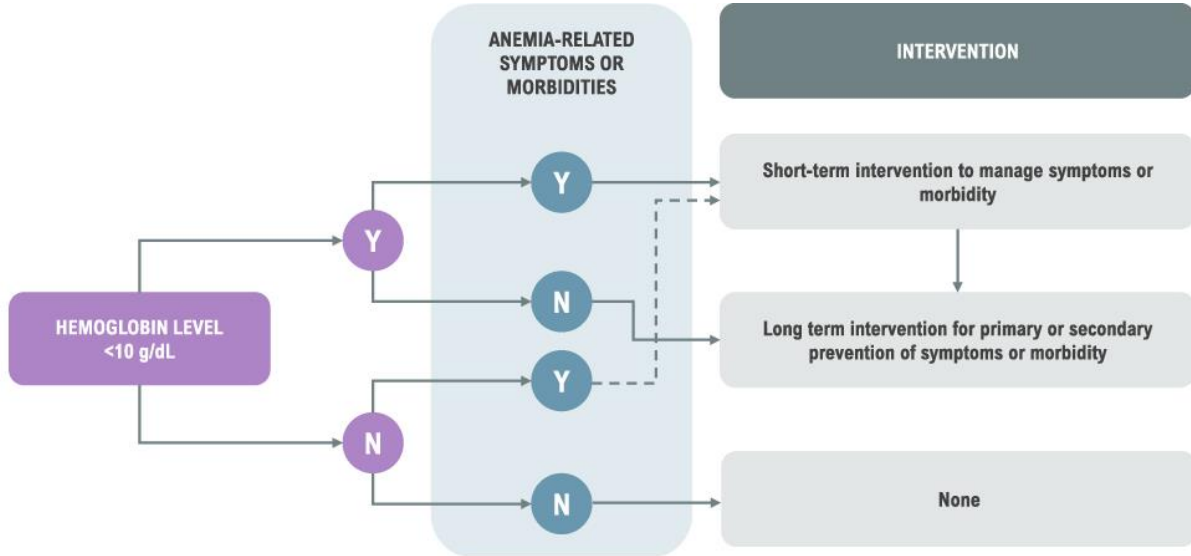 ANEMIA-RELATED
SYMPTOMS OR
MORBIDITIES
INTERVENTION
Y
Short-term intervention to manage symptoms or
morbidity
Y
N
HEMOGLOBIN LEVEL
<10 g/dL
Long term intervention for primary or secondary
prevention of symptoms or morbidity
Y
N
N
None